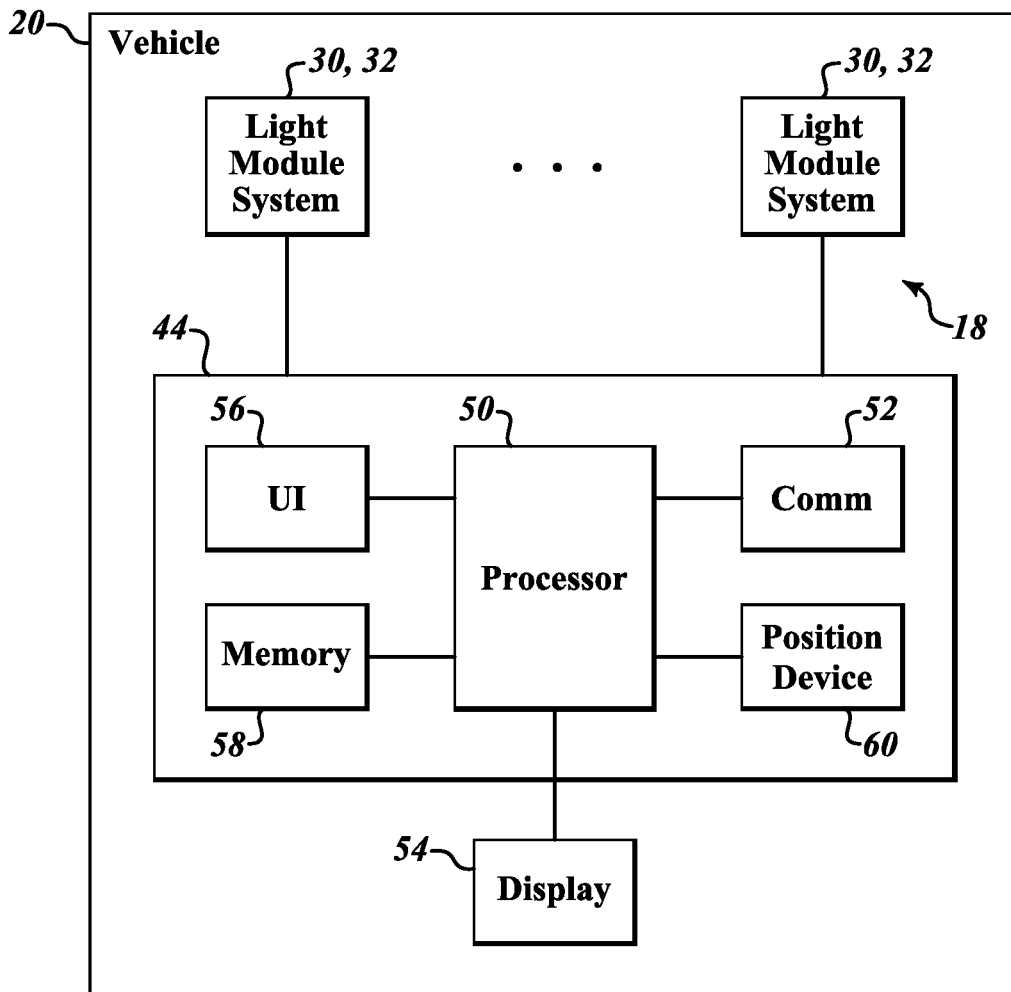 20
Vehicle
30, 32
30, 32
Light
Module
System
. . .
Light
Module
System
18
44
56
50
52
UI
Processor
Comm
Memory
Position
Device
58
60
54
Display